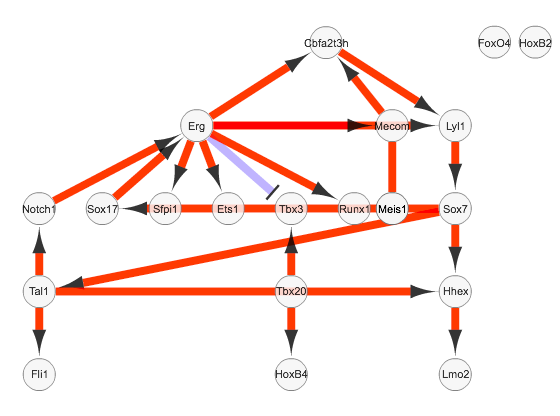 Cbfa2t3h
FoxO4
HoxB2
Erg
Mecom
Lyl1
Notch1
Sox17
Sfpi1
Ets1
Tbx3
Runx1
Meis1
Sox7
Tal1
Tbx20
Hhex
Fli1
HoxB4
Lmo2